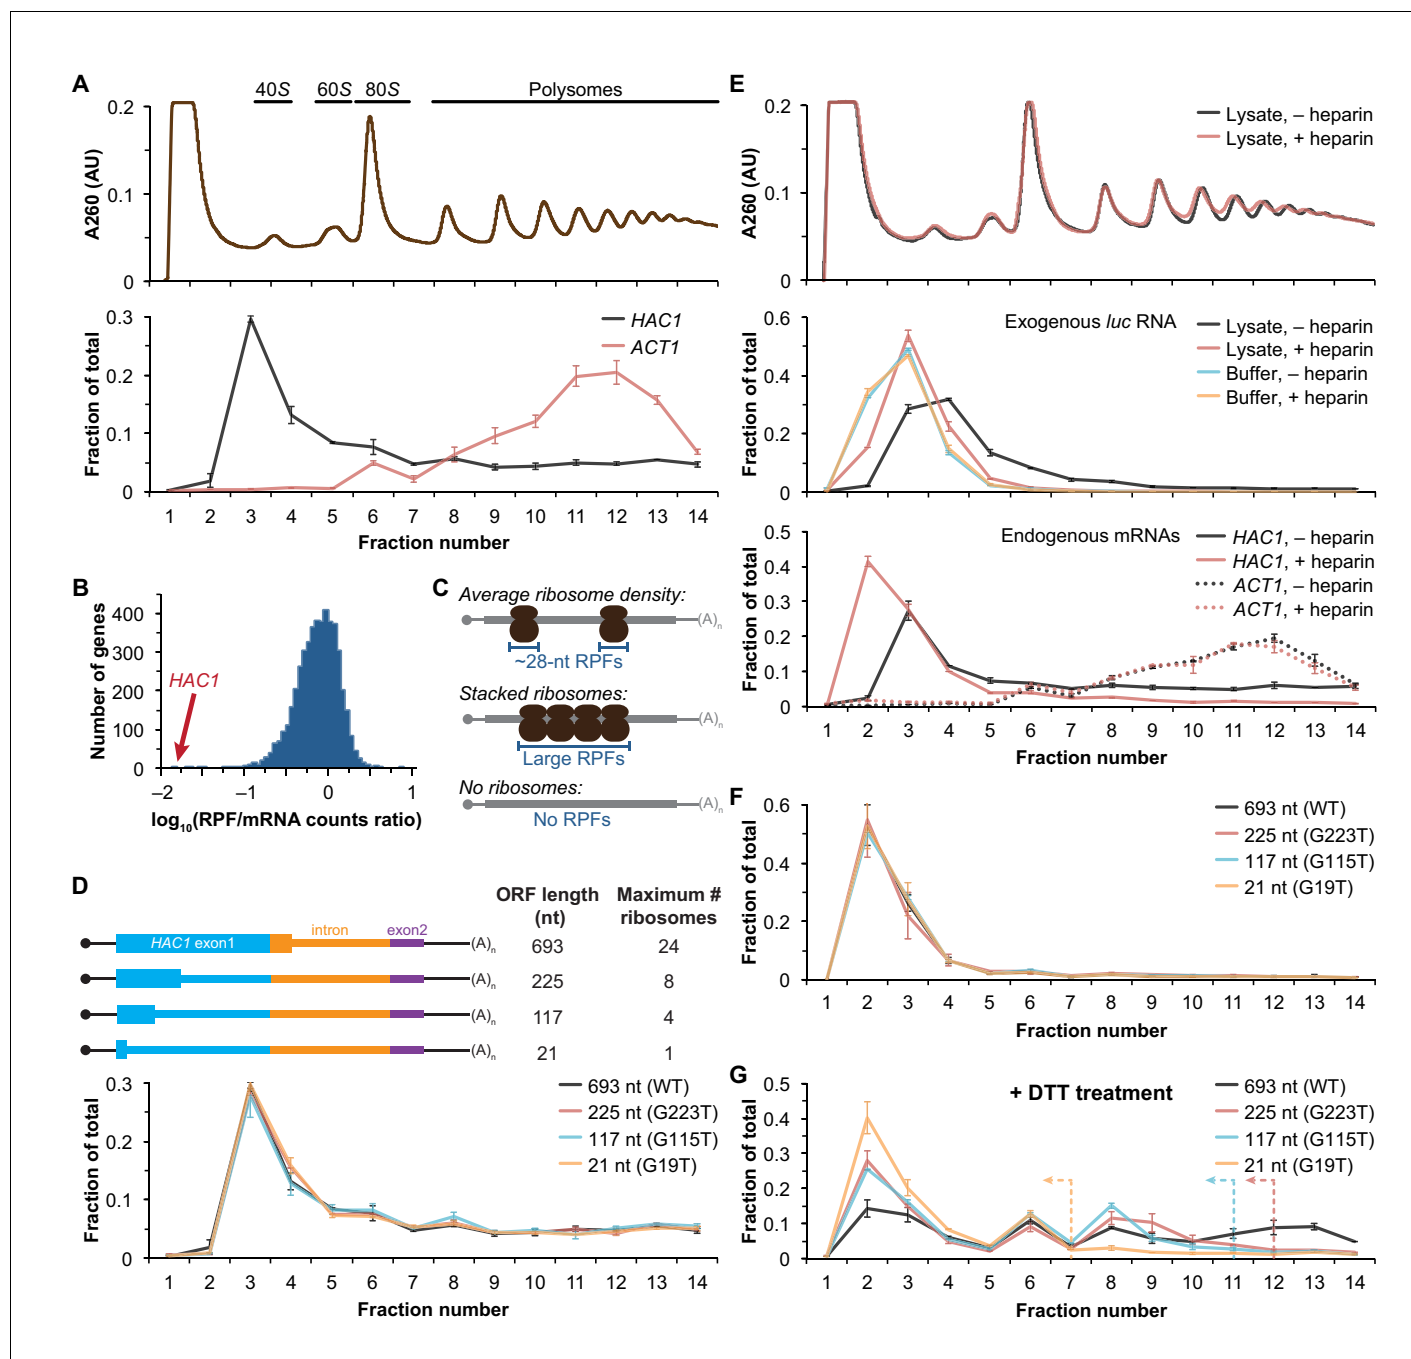 A
40S 60S 80S Polysomes
0.2
0.1
0
A260 (AU)
0.3
0.2
0.1
0
Fraction of total
HAC1
ACT1
1 2 3 4 5 6 7 8 9 10 11 12 13 14
Fraction number
B
400
300
200
100
0
Number of genes
HAC1
–2 –1 0 1
log10(RPF/mRNA counts ratio)
C
Average ribosome density:
(A)n
~28-nt RPFs
Stacked ribosomes:
(A)n
Large RPFs
No ribosomes:
(A)n
No RPFs
D
ORF length (nt)
Maximum # ribosomes
HAC1 exon1 intron exon2 (A)n 693 24
(A)n 225 8
(A)n 117 4
(A)n 21 1
0.3
0.2
0.1
0
Fraction of total
693 nt (WT)
225 nt (G223T)
117 nt (G115T)
21 nt (G19T)
1 2 3 4 5 6 7 8 9 10 11 12 13 14
Fraction number
E
0.2
0.1
0
A260 (AU)
Lysate, – heparin
Lysate, + heparin
0.6
0.4
0.2
0
Fraction of total
Exogenous luc RNA
Lysate, – heparin
Lysate, + heparin
Buffer, – heparin
Buffer, + heparin
0.5
0.4
0.3
0.2
0.1
0
Fraction of total
Endogenous mRNAs
HAC1, – heparin
HAC1, + heparin
ACT1, – heparin
ACT1, + heparin
1 2 3 4 5 6 7 8 9 10 11 12 13 14
Fraction number
F
0.6
0.4
0.2
0
Fraction of total
693 nt (WT)
225 nt (G223T)
117 nt (G115T)
21 nt (G19T)
1 2 3 4 5 6 7 8 9 10 11 12 13 14
Fraction number
G
+ DTT treatment
0.5
0.4
0.3
0.2
0.1
0
Fraction of total
693 nt (WT)
225 nt (G223T)
117 nt (G115T)
21 nt (G19T)
1 2 3 4 5 6 7 8 9 10 11 12 13 14
Fraction number